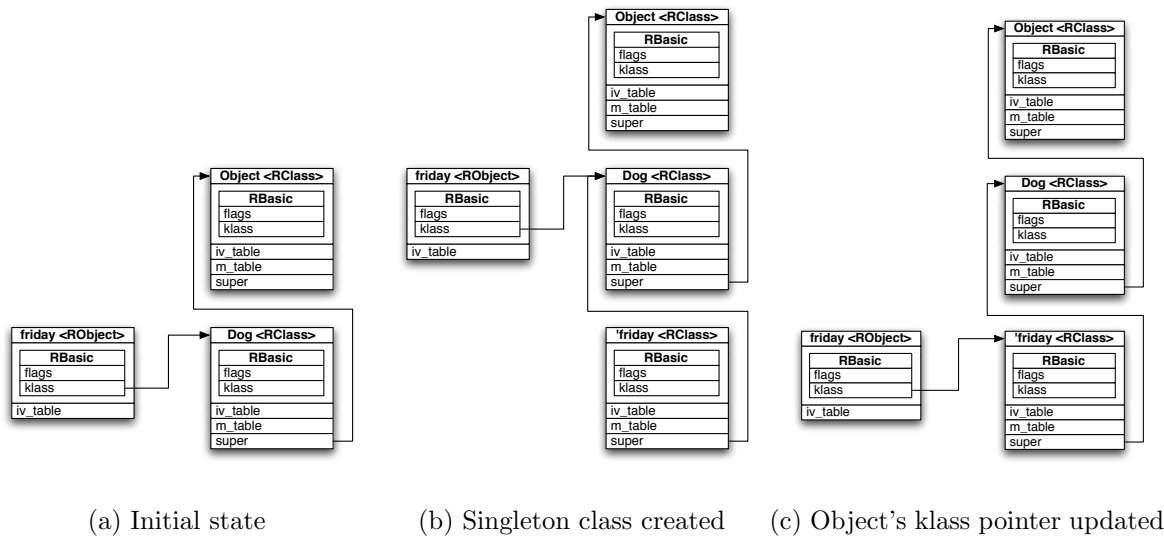 Object <RClass>
RBasic
flags
klass
iv_table
m_table
super
friday <RObject>
RBasic
flags
klass
iv_table
Dog <RClass>
RBasic
flags
klass
iv_table
m_table
super
(a) Initial state
Object <RClass>
RBasic
flags
klass
iv_table
m_table
super
friday <RObject>
RBasic
flags
klass
iv_table
Dog <RClass>
RBasic
flags
klass
iv_table
m_table
super
'friday <RClass>
RBasic
flags
klass
iv_table
m_table
super
(b) Singleton class created
Object <RClass>
RBasic
flags
klass
iv_table
m_table
super
Dog <RClass>
RBasic
flags
klass
iv_table
m_table
super
friday <RObject>
RBasic
flags
klass
iv_table
'friday <RClass>
RBasic
flags
klass
iv_table
m_table
super
(c) Object's klass pointer updated